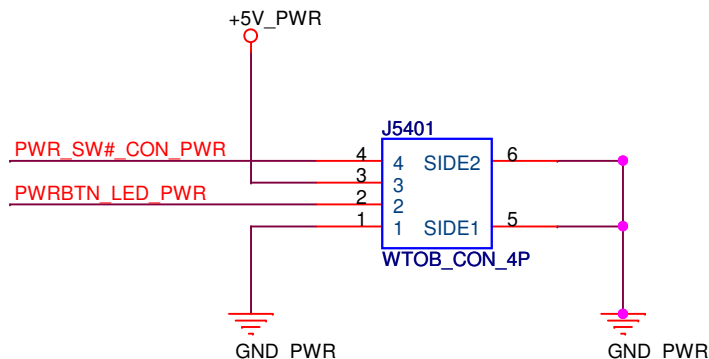 +5V_PWR
J5401
PWR_SW#_CON_PWR 4 4 SIDE2 6
3 3
PWRBTN_LED_PWR 2 2
1 1 SIDE1 5
WTOB_CON_4P
GND_PWR GND_PWR